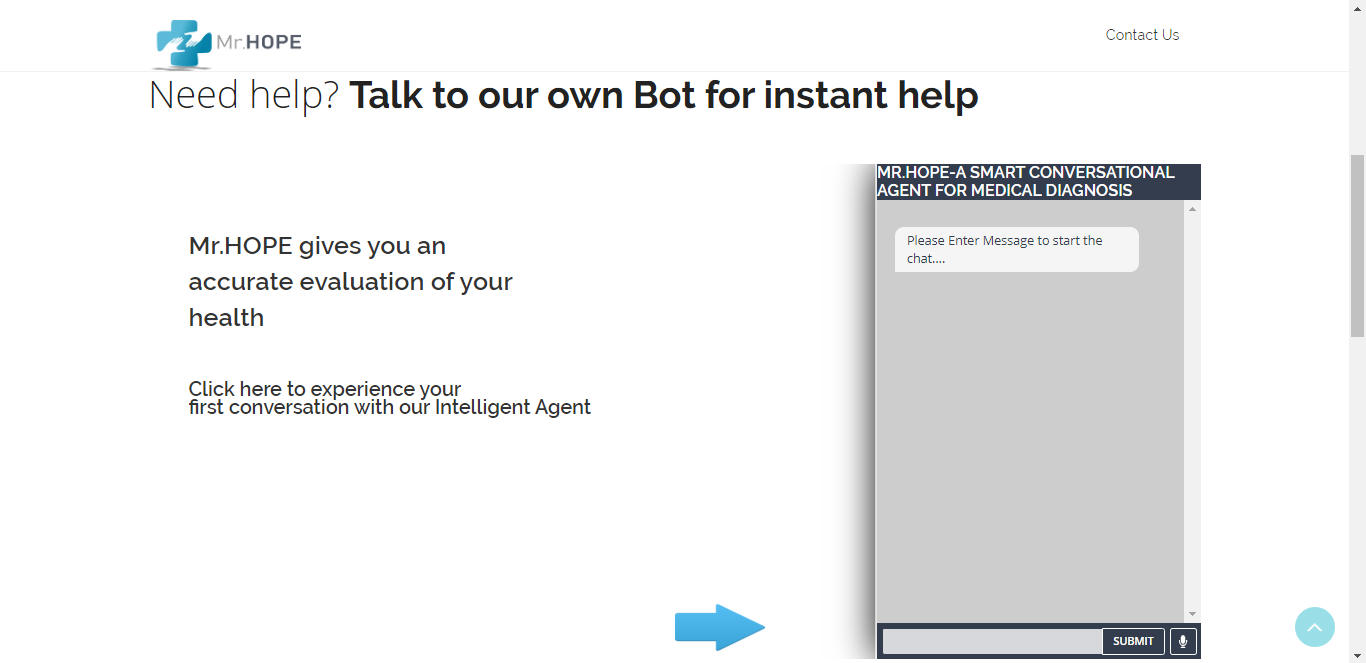 Mr.HOPE
Contact Us
Need help? Talk to our own Bot for instant help
MR.HOPE-A SMART CONVERSATIONAL
AGENT FOR MEDICAL DIAGNOSIS
Please Enter Message to start the
chat....
Mr.HOPE gives you an
accurate evaluation of your
health
Click here to experience your
first conversation with our Intelligent Agent
SUBMIT